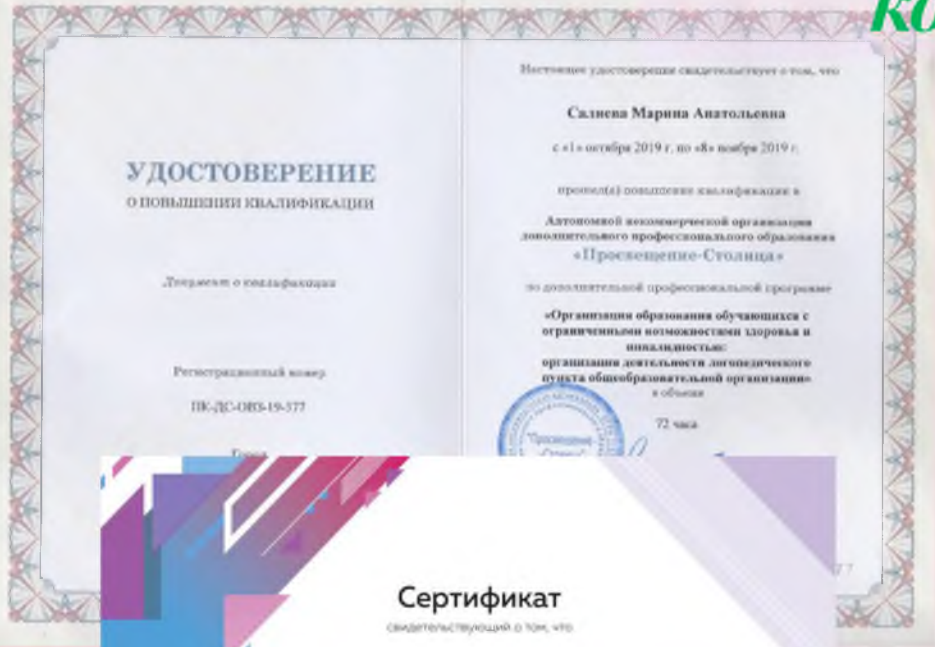 УДОСТОВЕРЕНИЕ
О ПОВЫШЕНИИ КВАЛИФИКАЦИИ
Документ о квалификации
Регистрационный номер
ПК-ДС-ОВЗ-19-377
Город
Настоящее удостоверение свидетельствует о том, что
Марина Анатольевна
с «1» октября 2019 г. по «8» ноября 2019 г.
прошел(а) повышение квалификации в
Автономной некоммерческой организации
дополнительного профессионального образования
«Просвещение-Столица»
по дополнительной профессиональной программе
«Организация образования обучающихся с
ограниченными возможностями здоровья и
инвалидностью:
организация деятельности логопедического
пункта общеобразовательной организации»
в объеме
72 часа
"Просвещение-
Столица"
Сертификат
свидетельствующий о том, что